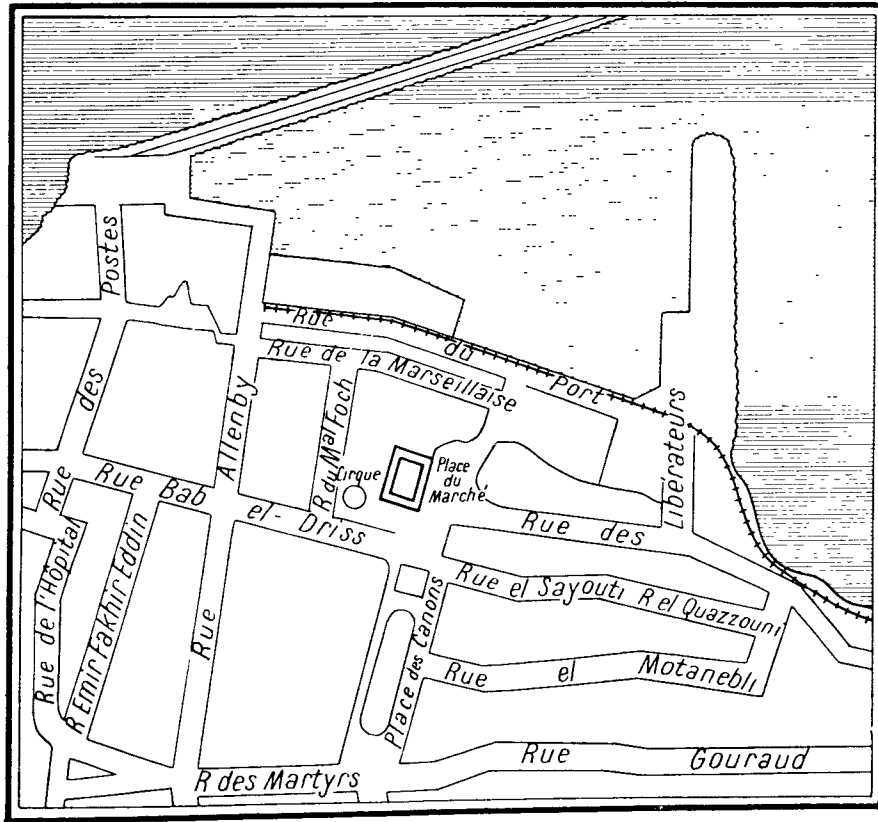 Rue des Postes
Rue du Port
Rue de la Marseillaise
Rue Allenby
R du Mal Foch
Cirque
Place
du
Marché
Rue des Liberateurs
Rue Bab el-Driss
Rue de l'Hôpital
R Emir Fakhir Eddin
Place des Canons
Rue el Sayouti
R el Quazzouni
Rue el Motanebli
R des Martyrs
Rue Gouraud